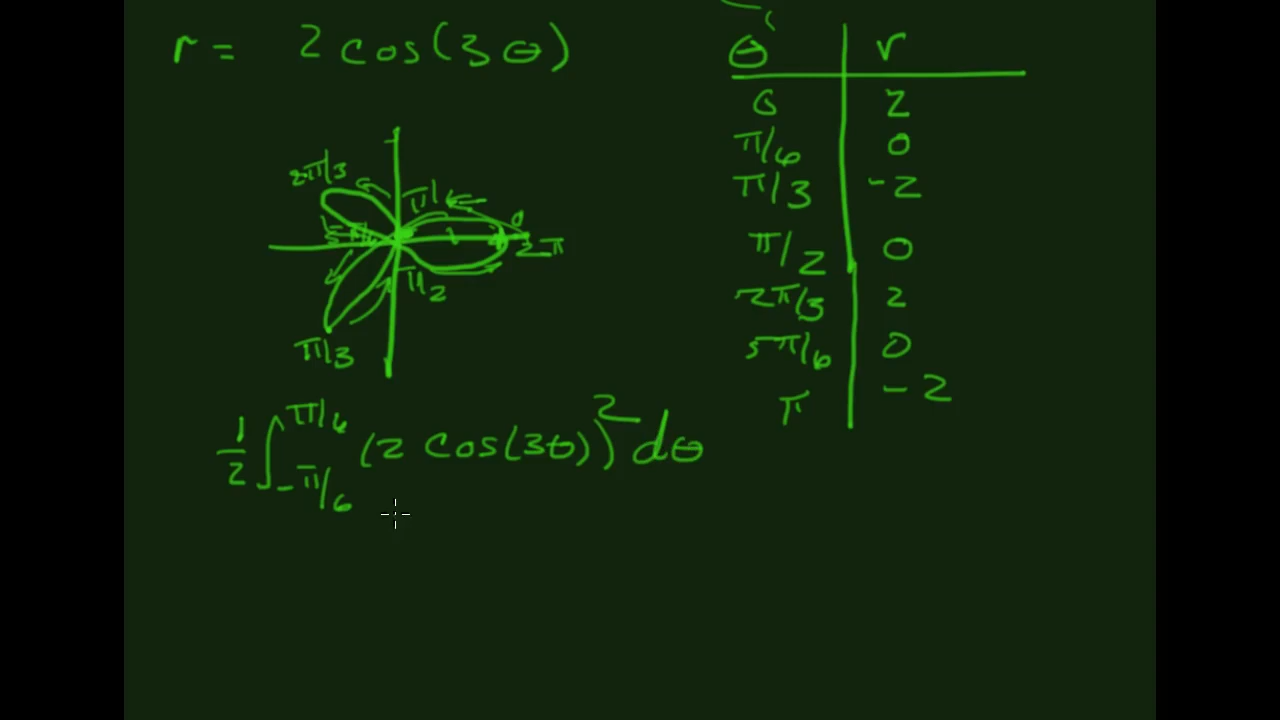 r = 2 cos(3θ)
θ r
0 2
π/6 0
π/3 -2
π/2 0
2π/3 2
5π/6 0
π -2
2π/3
π/
0
5π/6
2π
π/2
π/3
1/2 ∫_{-π/6}^{π/6} (2 cos(3θ))² dθ